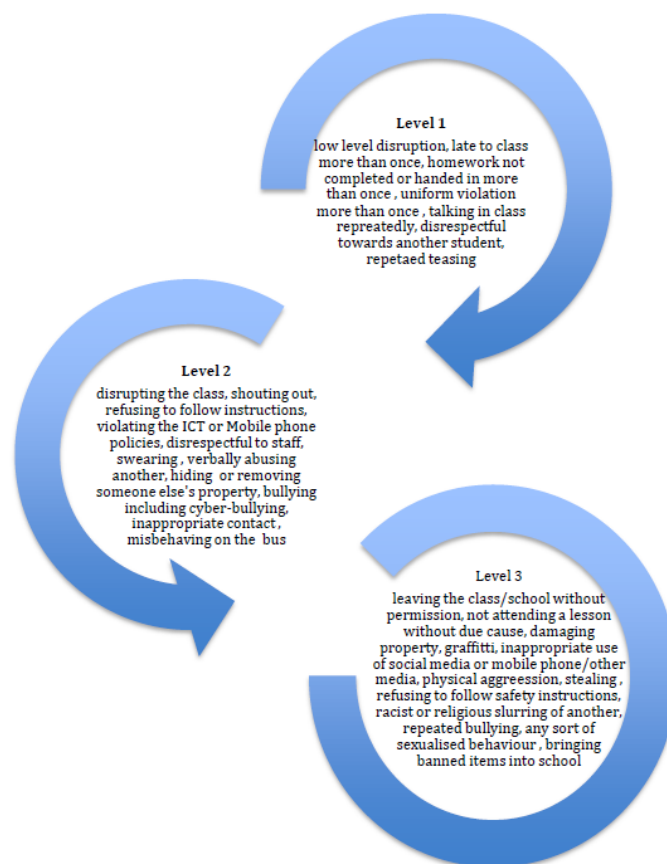 Level 1
low level disruption, late to class
more than once, homework not
completed or handed in more
than once , uniform violation
more than once , talking in class
repreatedly, disrespectful
towards another student,
repetaed teasing
Level 2
disrupting the class, shouting out,
refusing to follow instructions,
violating the ICT or Mobile phone
policies, disrespectful to staff,
swearing , verbally abusing
another, hiding or removing
someone else's property, bullying
including cyber-bullying,
inappropriate contact ,
misbehaving on the bus
Level 3
leaving the class/school without
permission, not attending a lesson
without due cause, damaging
property, graffitti, inappropriate use
of social media or mobile phone/other
media, physical aggreession, stealing ,
refusing to follow safety instructions,
racist or religious slurring of another,
repeated bullying, any sort of
sexualised behaviour , bringing
banned items into school